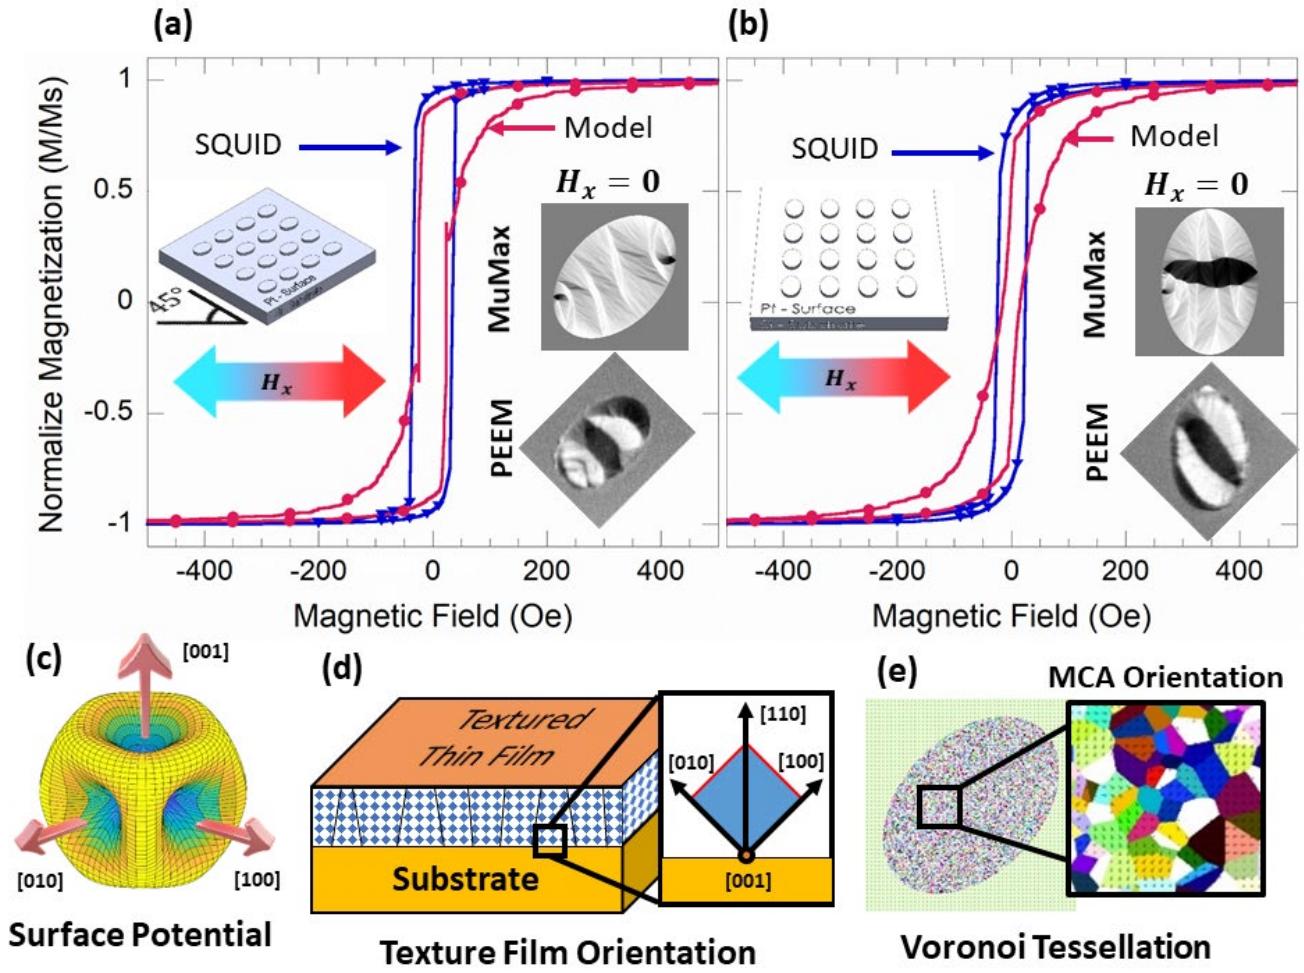 (a)
(b)
Normalize Magnetization (M/Ms)
1
0.5
0
-0.5
-1
SQUID
Model
Hx = 0
MuMax
PEEM
45°
Pt - Surface
Hx
-400
-200
0
200
400
Magnetic Field (Oe)
SQUID
Model
Hx = 0
MuMax
PEEM
Pt - Surface
Hx
-400
-200
0
200
400
Magnetic Field (Oe)
(c)
[001]
[010]
[100]
Surface Potential
(d)
Textured
Thin Film
Substrate
[110]
[010]
[100]
[001]
Texture Film Orientation
(e)
MCA Orientation
Voronoi Tessellation